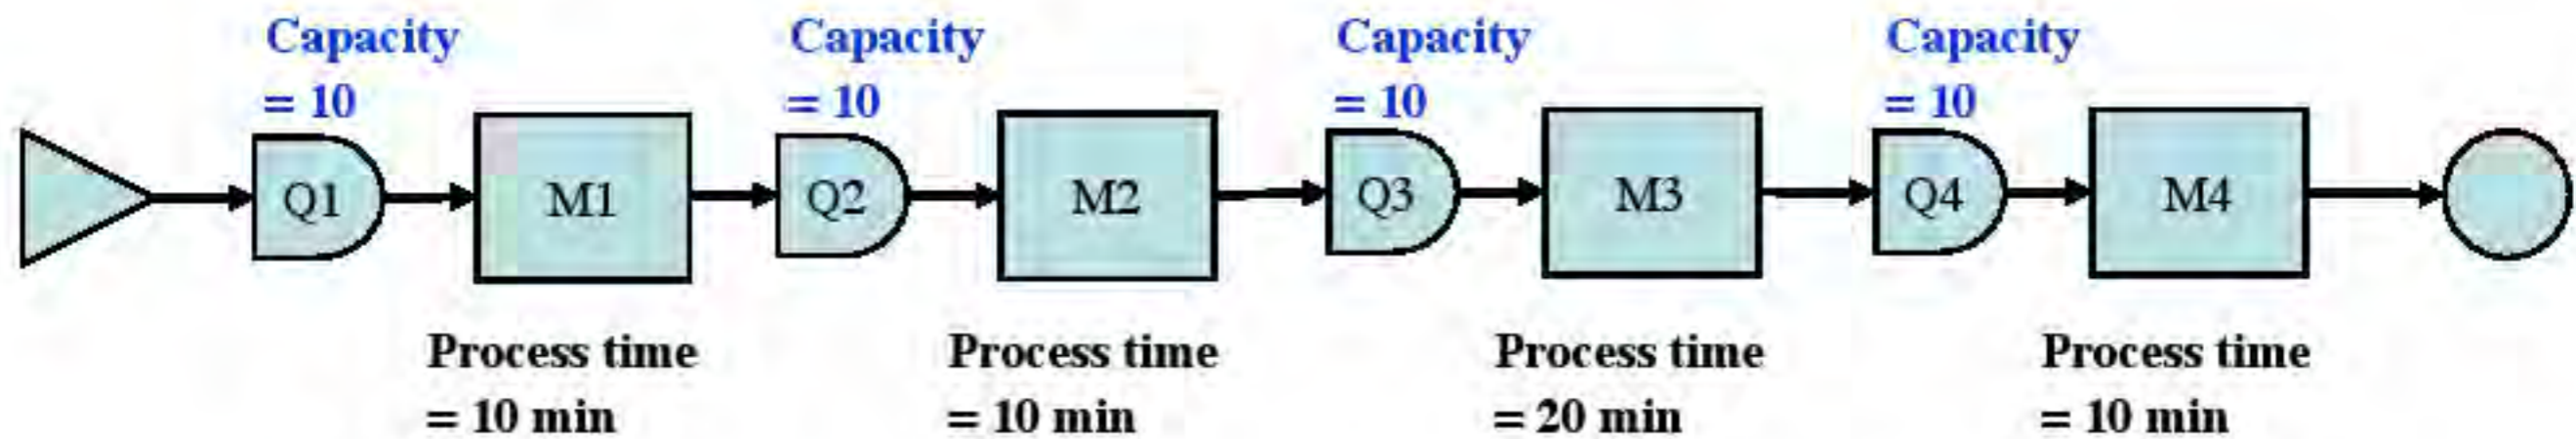 Capacity
= 10
Capacity
= 10
Capacity
= 10
Capacity
= 10
Q1
M1
Q2
M2
Q3
M3
Q4
M4
Process time
= 10 min
Process time
= 10 min
Process time
= 20 min
Process time
= 10 min